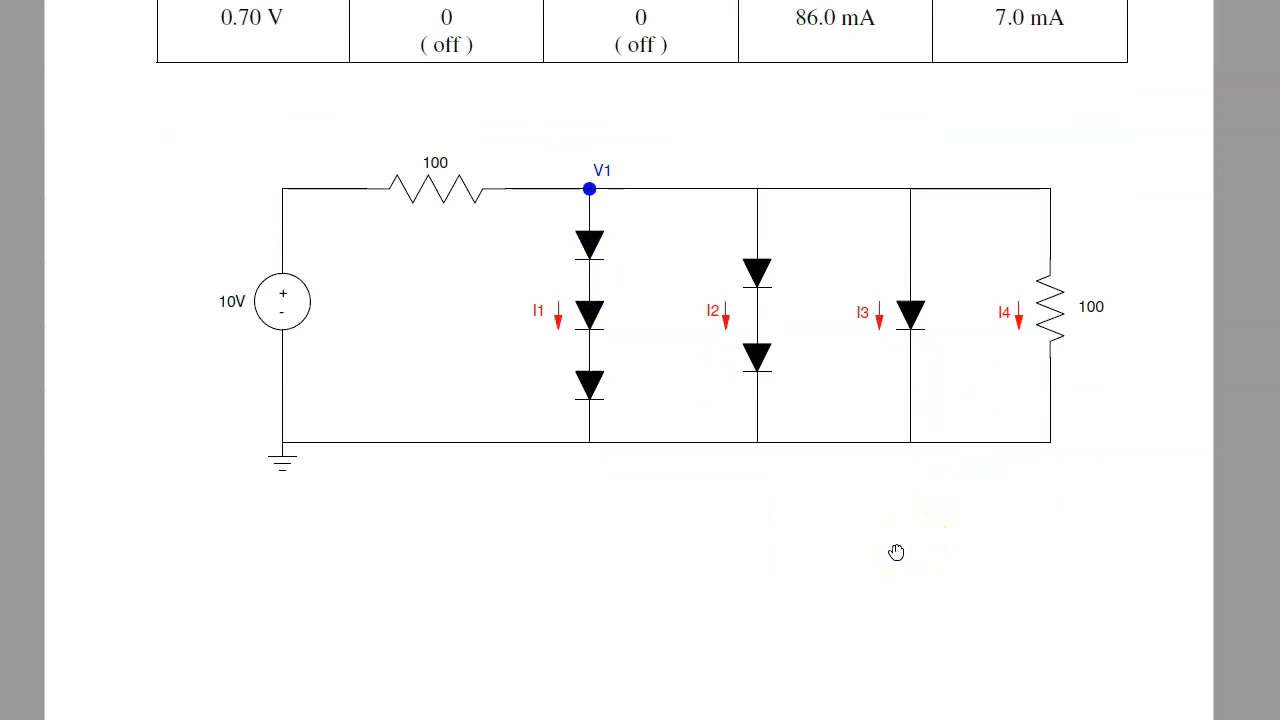 0.70 V 0 0 86.0 mA 7.0 mA
( off ) ( off )
100
V1
+
10V
-
I1 I2 I3 I4 100